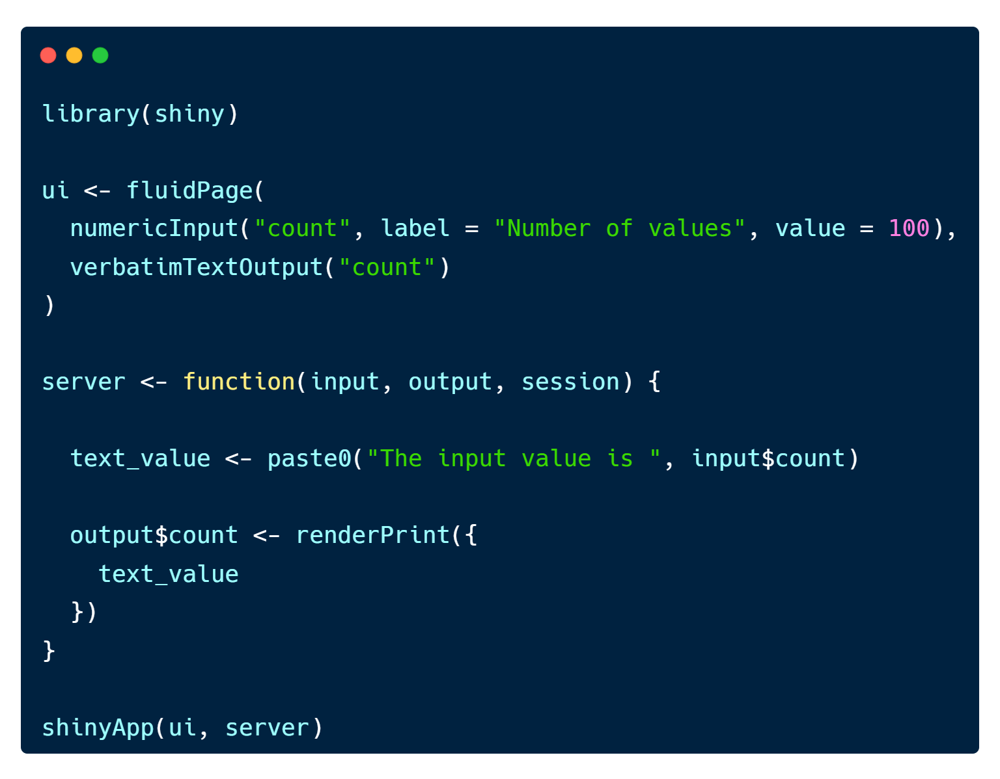 library(shiny)

ui <- fluidPage(
  numericInput("count", label = "Number of values", value = 100),
  verbatimTextOutput("count")
)

server <- function(input, output, session) {

  text_value <- paste0("The input value is ", input$count)

  output$count <- renderPrint({
    text_value
  })
}

shinyApp(ui, server)